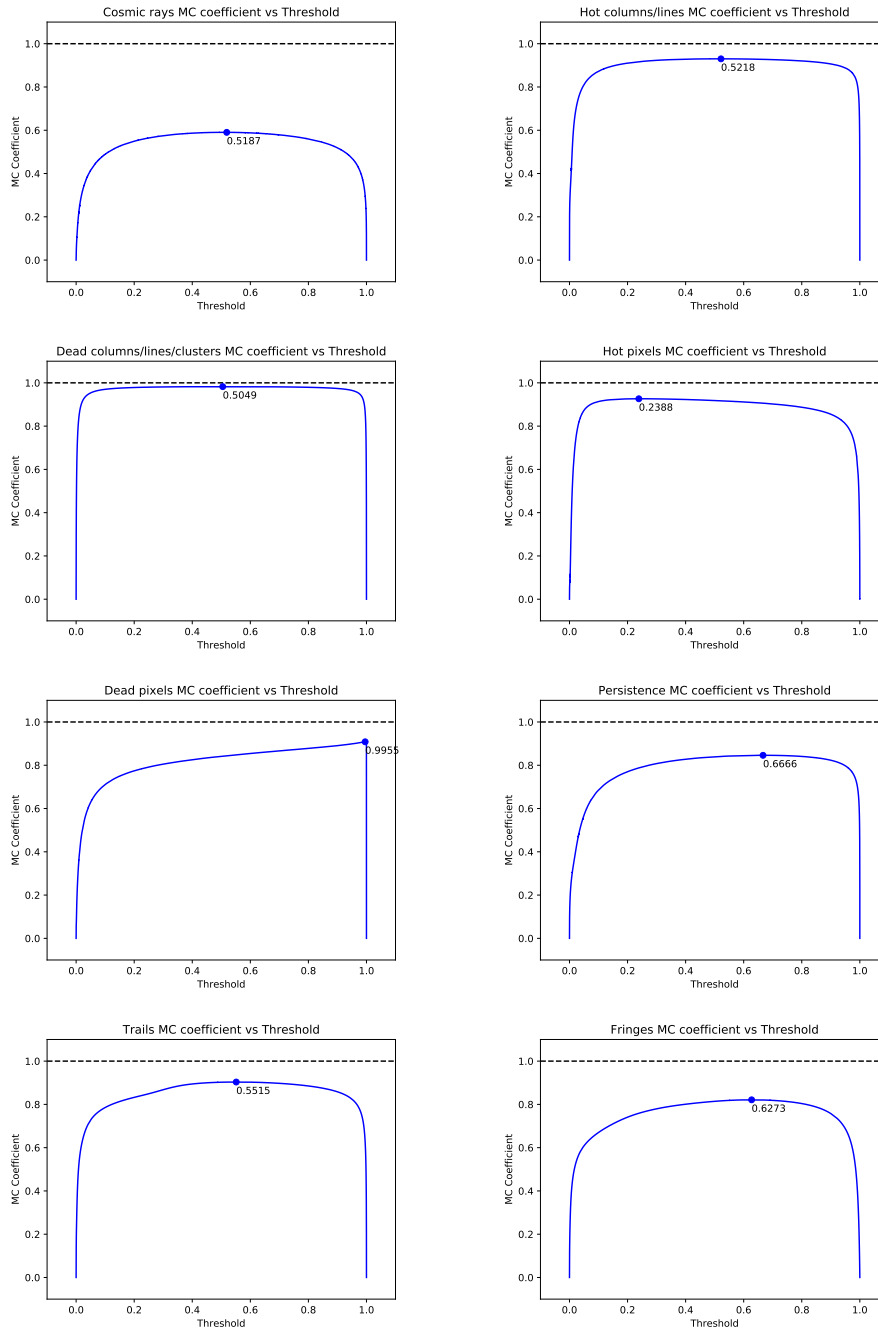 Cosmic rays MC coefficient vs Threshold
1.0
0.8
0.6
0.4
0.2
0.0
MC Coefficient
0.5187
0.0 0.2 0.4 0.6 0.8 1.0
Threshold
Hot columns/lines MC coefficient vs Threshold
1.0
0.8
0.6
0.4
0.2
0.0
MC Coefficient
0.5218
0.0 0.2 0.4 0.6 0.8 1.0
Threshold
Dead columns/lines/clusters MC coefficient vs Threshold
1.0
0.8
0.6
0.4
0.2
0.0
MC Coefficient
0.5049
0.0 0.2 0.4 0.6 0.8 1.0
Threshold
Hot pixels MC coefficient vs Threshold
1.0
0.8
0.6
0.4
0.2
0.0
MC Coefficient
0.2388
0.0 0.2 0.4 0.6 0.8 1.0
Threshold
Dead pixels MC coefficient vs Threshold
1.0
0.8
0.6
0.4
0.2
0.0
MC Coefficient
0.9955
0.0 0.2 0.4 0.6 0.8 1.0
Threshold
Persistence MC coefficient vs Threshold
1.0
0.8
0.6
0.4
0.2
0.0
MC Coefficient
0.6666
0.0 0.2 0.4 0.6 0.8 1.0
Threshold
Trails MC coefficient vs Threshold
1.0
0.8
0.6
0.4
0.2
0.0
MC Coefficient
0.5515
0.0 0.2 0.4 0.6 0.8 1.0
Threshold
Fringes MC coefficient vs Threshold
1.0
0.8
0.6
0.4
0.2
0.0
MC Coefficient
0.6273
0.0 0.2 0.4 0.6 0.8 1.0
Threshold